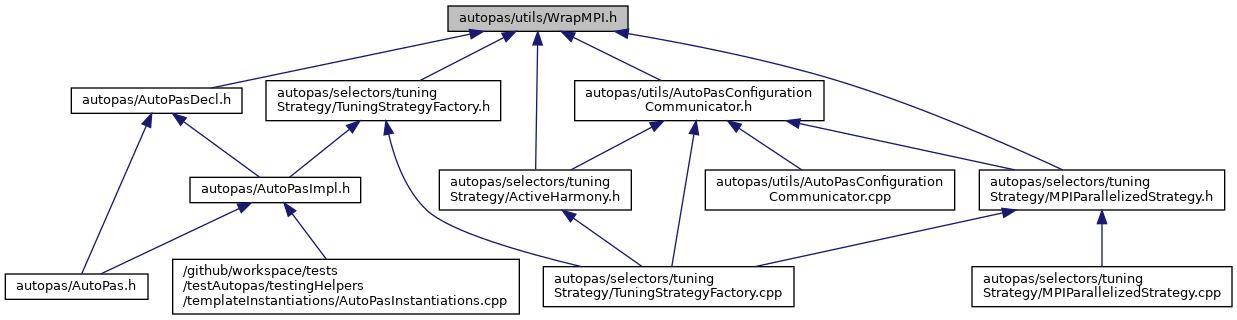 autopas/utils/WrapMPI.h
autopas/AutoPasDecl.h
autopas/selectors/tuning
Strategy/TuningStrategyFactory.h
autopas/utils/AutoPasConfiguration
Communicator.h
autopas/AutoPasImpl.h
autopas/selectors/tuning
Strategy/ActiveHarmony.h
autopas/utils/AutoPasConfiguration
Communicator.cpp
autopas/selectors/tuning
Strategy/MPIParallelizedStrategy.h
autopas/AutoPas.h
/github/workspace/tests
/testAutopas/testingHelpers
/templateInstantiations/AutoPasInstantiations.cpp
autopas/selectors/tuning
Strategy/TuningStrategyFactory.cpp
autopas/selectors/tuning
Strategy/MPIParallelizedStrategy.cpp